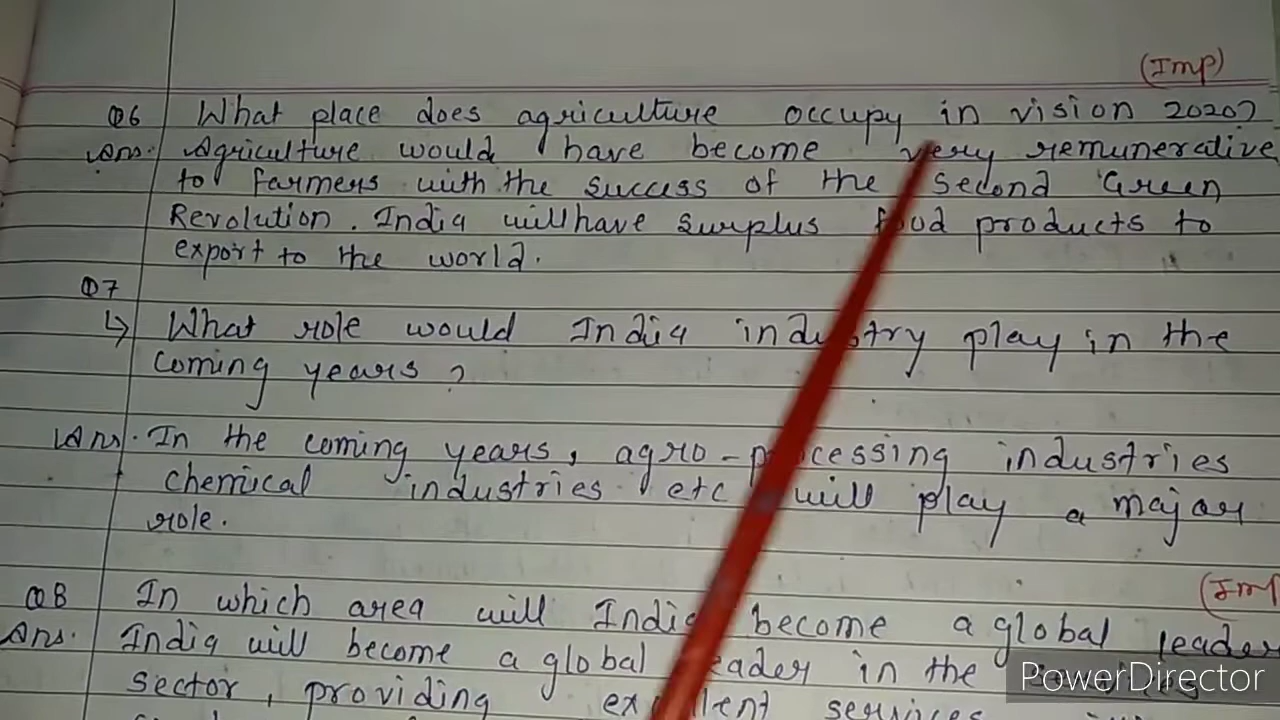 (Imp)
Q6 What place does agriculture occupy in vision 2020?
Ans. Agriculture would have become very remunerative
to farmers with the success of the Second Green
Revolution. India will have surplus food products to
export to the world.
Q7
↳ What role would India industry play in the
coming years?
Ans. In the coming years, agro-processing industries
chemical industries etc will play a major
role.
(Imp
Q8 In which area will India become a global leader
Ans. India will become a global leader in the
PowerDirector
sector, providing excellent services